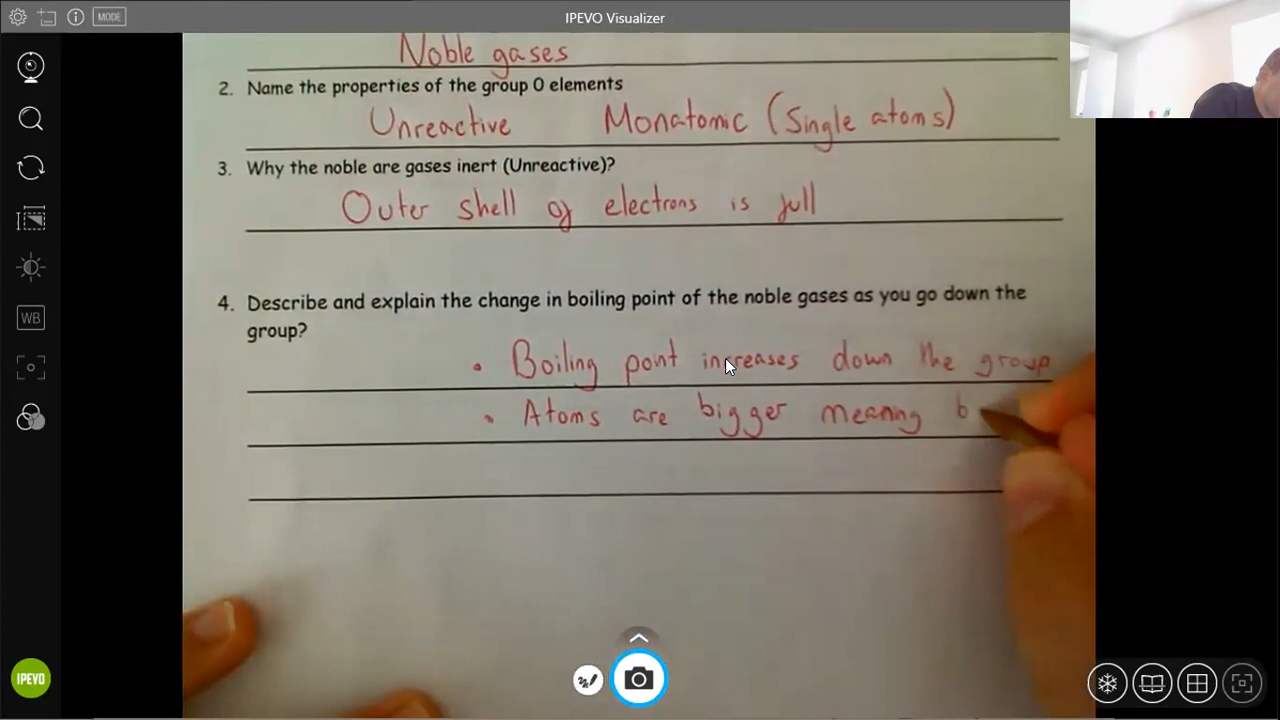 IPEVO Visualizer
MODE
Noble gases
2. Name the properties of the group 0 elements
Unreactive Monatomic (Single atoms)
3. Why the noble are gases inert (Unreactive)?
Outer shell of electrons is full
4. Describe and explain the change in boiling point of the noble gases as you go down the
group?
• Boiling point increases down the group
• Atoms are bigger meaning b
WB
IPEVO